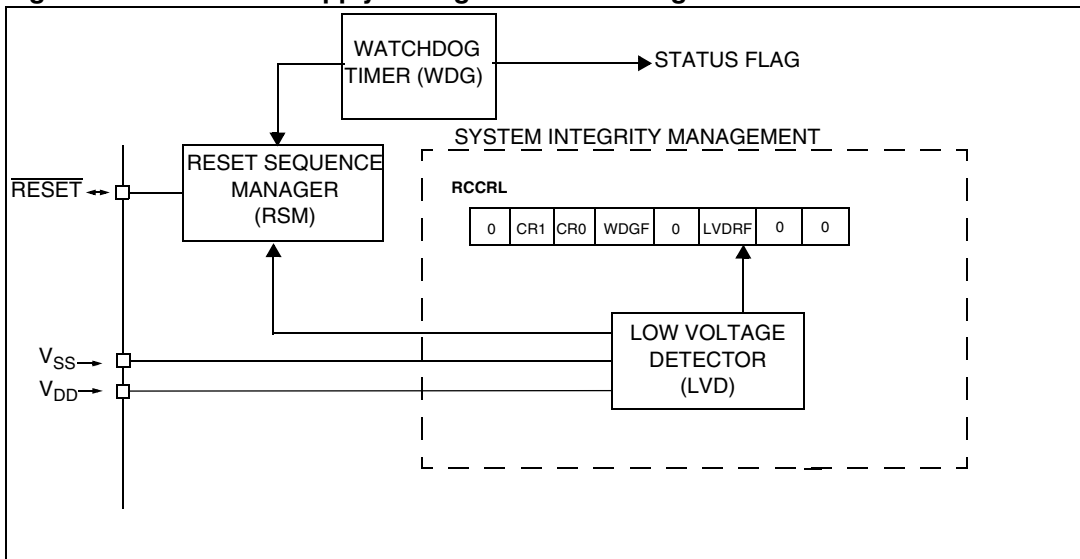 WATCHDOG
TIMER (WDG)
STATUS FLAG
SYSTEM INTEGRITY MANAGEMENT
RESET SEQUENCE
MANAGER
(RSM)
RESET
RCCRL
0 CR1 CR0 WDGF 0 LVDRF 0 0
LOW VOLTAGE
DETECTOR
(LVD)
VSS
VDD